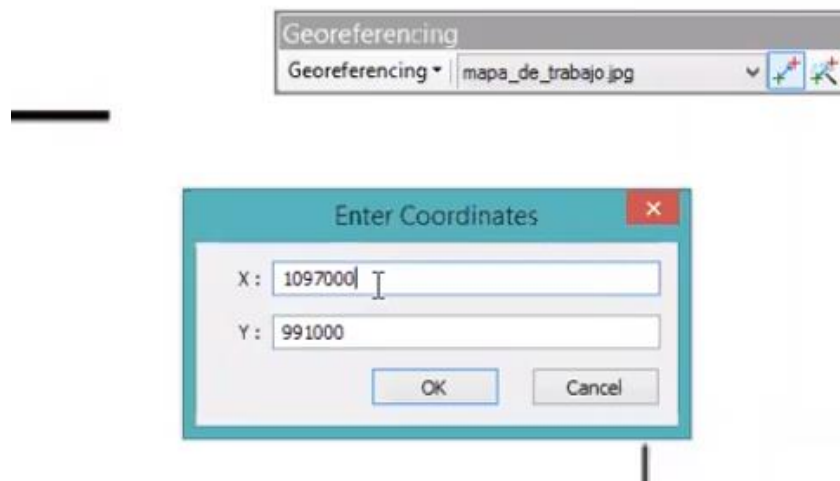 Georeferencing
Georeferencing mapa_de_trabajo.jpg
Enter Coordinates
X: 1097000
Y: 991000
OK Cancel